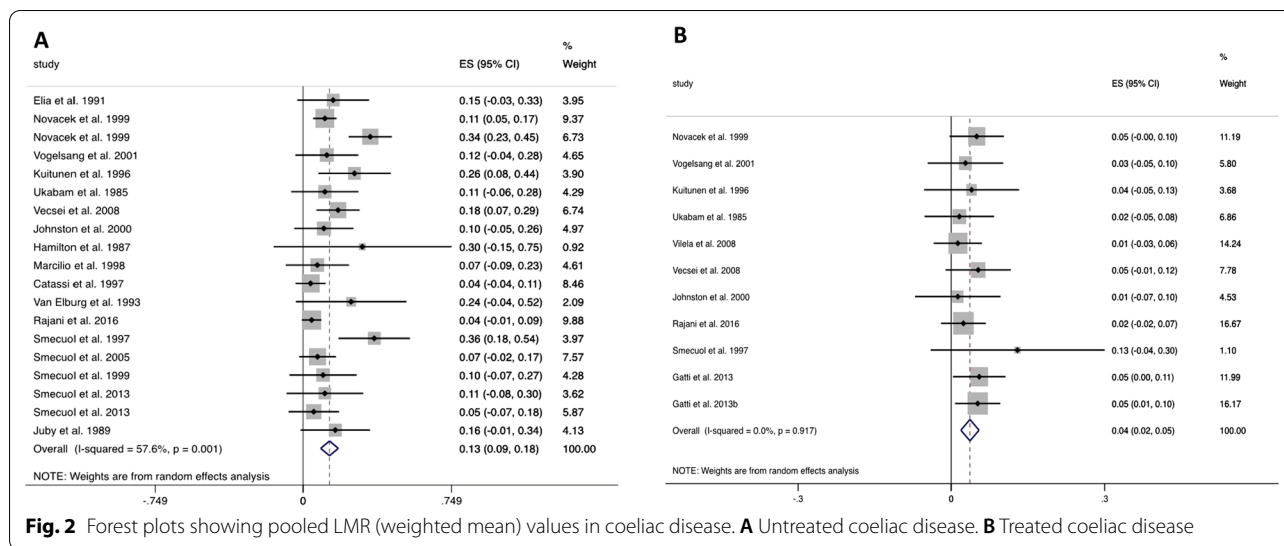 A
%
study ES (95% CI) Weight
Elia et al. 1991 0.15 (-0.03, 0.33) 3.95
Novacek et al. 1999 0.11 (0.05, 0.17) 9.37
Novacek et al. 1999 0.34 (0.23, 0.45) 6.73
Vogelsang et al. 2001 0.12 (-0.04, 0.28) 4.65
Kuitunen et al. 1996 0.26 (0.08, 0.44) 3.90
Ukabam et al. 1985 0.11 (-0.06, 0.28) 4.29
Vecsei et al. 2008 0.18 (0.07, 0.29) 6.74
Johnston et al. 2000 0.10 (-0.05, 0.26) 4.97
Hamilton et al. 1987 0.30 (-0.15, 0.75) 0.92
Marcilio et al. 1998 0.07 (-0.09, 0.23) 4.61
Catassi et al. 1997 0.04 (-0.04, 0.11) 8.46
Van Elburg et al. 1993 0.24 (-0.04, 0.52) 2.09
Rajani et al. 2016 0.04 (-0.01, 0.09) 9.88
Smecuol et al. 1997 0.36 (0.18, 0.54) 3.97
Smecuol et al. 2005 0.07 (-0.02, 0.17) 7.57
Smecuol et al. 1999 0.10 (-0.07, 0.27) 4.28
Smecuol et al. 2013 0.11 (-0.08, 0.30) 3.62
Smecuol et al. 2013 0.05 (-0.07, 0.18) 5.87
Juby et al. 1989 0.16 (-0.01, 0.34) 4.13
Overall (I-squared = 57.6%, p = 0.001) 0.13 (0.09, 0.18) 100.00
NOTE: Weights are from random effects analysis
-.749 0 .749
B
%
study ES (95% CI) Weight
Novacek et al. 1999 0.05 (-0.00, 0.10) 11.19
Vogelsang et al. 2001 0.03 (-0.05, 0.10) 5.80
Kuitunen et al. 1996 0.04 (-0.05, 0.13) 3.68
Ukabam et al. 1985 0.02 (-0.05, 0.08) 6.86
Vilela et al. 2008 0.01 (-0.03, 0.06) 14.24
Vecsei et al. 2008 0.05 (-0.01, 0.12) 7.78
Johnston et al. 2000 0.01 (-0.07, 0.10) 4.53
Rajani et al. 2016 0.02 (-0.02, 0.07) 16.67
Smecuol et al. 1997 0.13 (-0.04, 0.30) 1.10
Gatti et al. 2013 0.05 (0.00, 0.11) 11.99
Gatti et al. 2013b 0.05 (0.01, 0.10) 16.17
Overall (I-squared = 0.0%, p = 0.917) 0.04 (0.02, 0.05) 100.00
NOTE: Weights are from random effects analysis
-.3 0 .3
Fig. 2 Forest plots showing pooled LMR (weighted mean) values in coeliac disease. A Untreated coeliac disease. B Treated coeliac disease